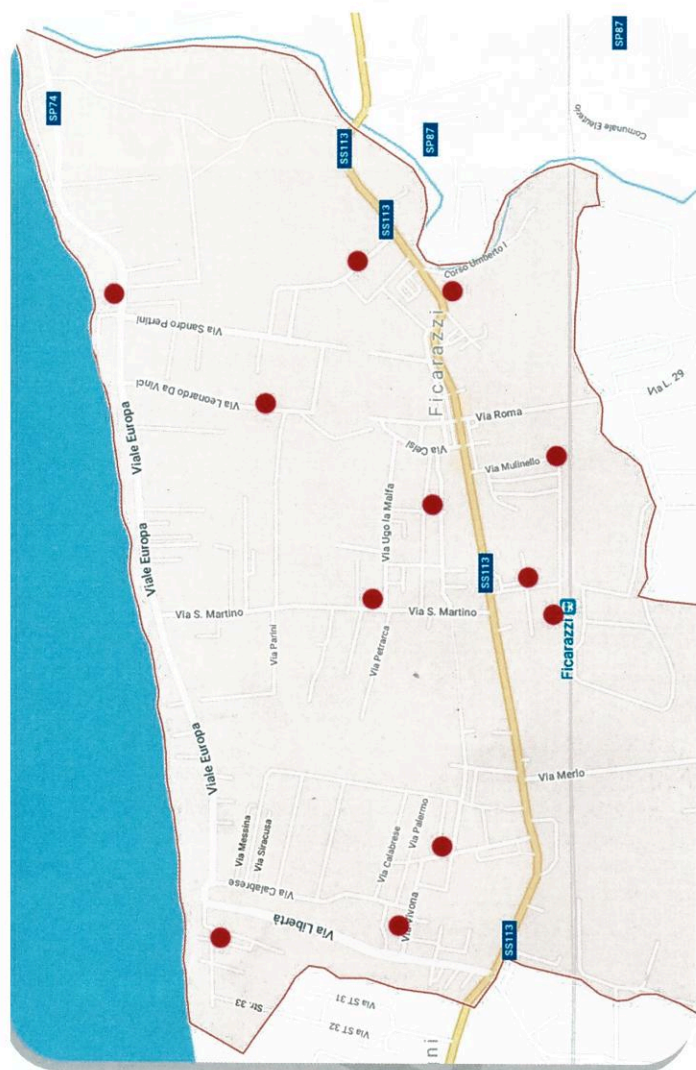 SP74
SP87
Comunale Eleuterio
SS113
SP87
SS113
Corso Umberto I
Via Sandro Pertini
Ficarazzi
Via Leonardo Da Vinci
Via L. 29
Viale Europa
Via Roma
Via Celsi
Via Mulinello
Via Ugo la Malfa
Viale Europa
SS113
Via S. Martino
Via S. Martino
Ficarazzi
Via Parini
Via Petrarca
Viale Europa
Via Merlo
Via Messina
Via Siracusa
Via Palermo
Via Calabrese
Via Calabrese
Via Libertà
Via Vivona
SS113
Str. 33
Via ST 31
Via ST 32
ni